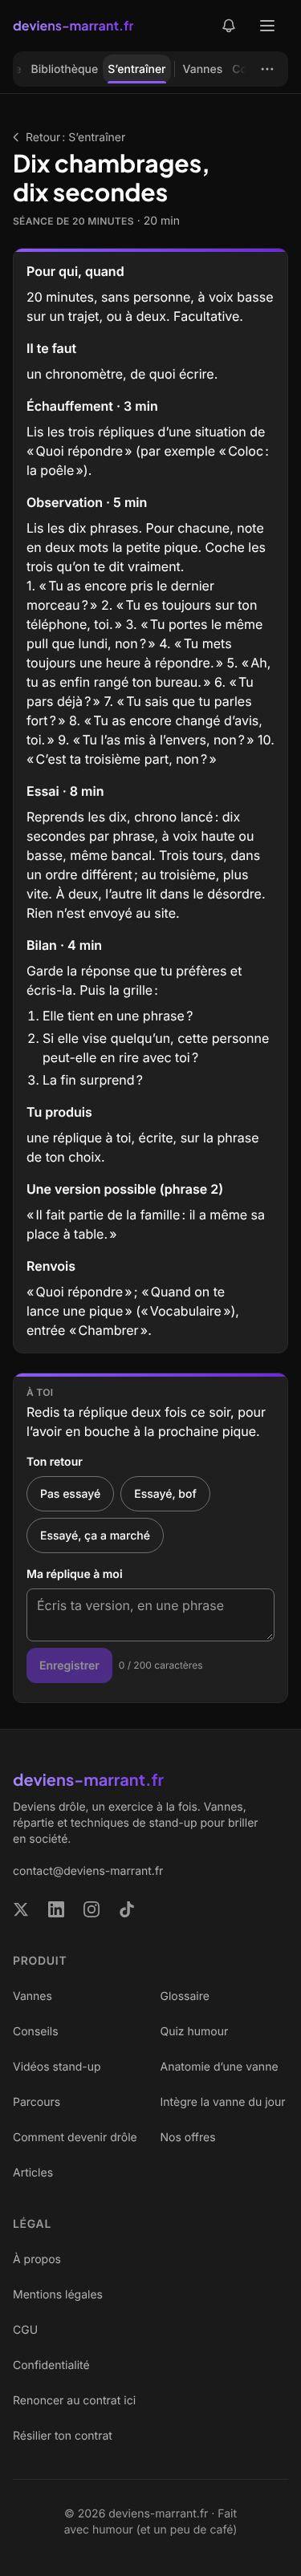 deviens-marrant.fr
Bibliothèque S’entraîner Vannes
Retour : S’entraîner
Dix chambrages,
dix secondes
SÉANCE DE 20 MINUTES · 20 min
Pour qui, quand
20 minutes, sans personne, à voix basse
sur un trajet, ou à deux. Facultative.
Il te faut
un chronomètre, de quoi écrire.
Échauffement · 3 min
Lis les trois répliques d’une situation de
« Quoi répondre » (par exemple « Coloc :
la poêle »).
Observation · 5 min
Lis les dix phrases. Pour chacune, note
en deux mots la petite pique. Coche les
trois qu’on te dit vraiment.
1. « Tu as encore pris le dernier
morceau ? » 2. « Tu es toujours sur ton
téléphone, toi. » 3. « Tu portes le même
pull que lundi, non ? » 4. « Tu mets
toujours une heure à répondre. » 5. « Ah,
tu as enfin rangé ton bureau. » 6. « Tu
pars déjà ? » 7. « Tu sais que tu parles
fort ? » 8. « Tu as encore changé d’avis,
toi. » 9. « Tu l’as mis à l’envers, non ? » 10.
« C’est ta troisième part, non ? »
Essai · 8 min
Reprends les dix, chrono lancé : dix
secondes par phrase, à voix haute ou
basse, même bancal. Trois tours, dans
un ordre différent ; au troisième, plus
vite. À deux, l’autre lit dans le désordre.
Rien n’est envoyé au site.
Bilan · 4 min
Garde la réponse que tu préfères et
écris-la. Puis la grille :
1. Elle tient en une phrase ?
2. Si elle vise quelqu’un, cette personne
peut-elle en rire avec toi ?
3. La fin surprend ?
Tu produis
une réplique à toi, écrite, sur la phrase
de ton choix.
Une version possible (phrase 2)
« Il fait partie de la famille : il a même sa
place à table. »
Renvois
« Quoi répondre » ; « Quand on te
lance une pique » (« Vocabulaire »),
entrée « Chambrer ».
À TOI
Redis ta réplique deux fois ce soir, pour
l’avoir en bouche à la prochaine pique.
Ton retour
Pas essayé
Essayé, bof
Essayé, ça a marché
Ma réplique à moi
Écris ta version, en une phrase
Enregistrer
0 / 200 caractères
deviens-marrant.fr
Deviens drôle, un exercice à la fois. Vannes,
répartie et techniques de stand-up pour briller
en société.
contact@deviens-marrant.fr
PRODUIT
Vannes
Glossaire
Conseils
Quiz humour
Vidéos stand-up
Anatomie d’une vanne
Parcours
Intègre la vanne du jour
Comment devenir drôle
Nos offres
Articles
LÉGAL
À propos
Mentions légales
CGU
Confidentialité
Renoncer au contrat ici
Résilier ton contrat
© 2026 deviens-marrant.fr · Fait
avec humour (et un peu de café)